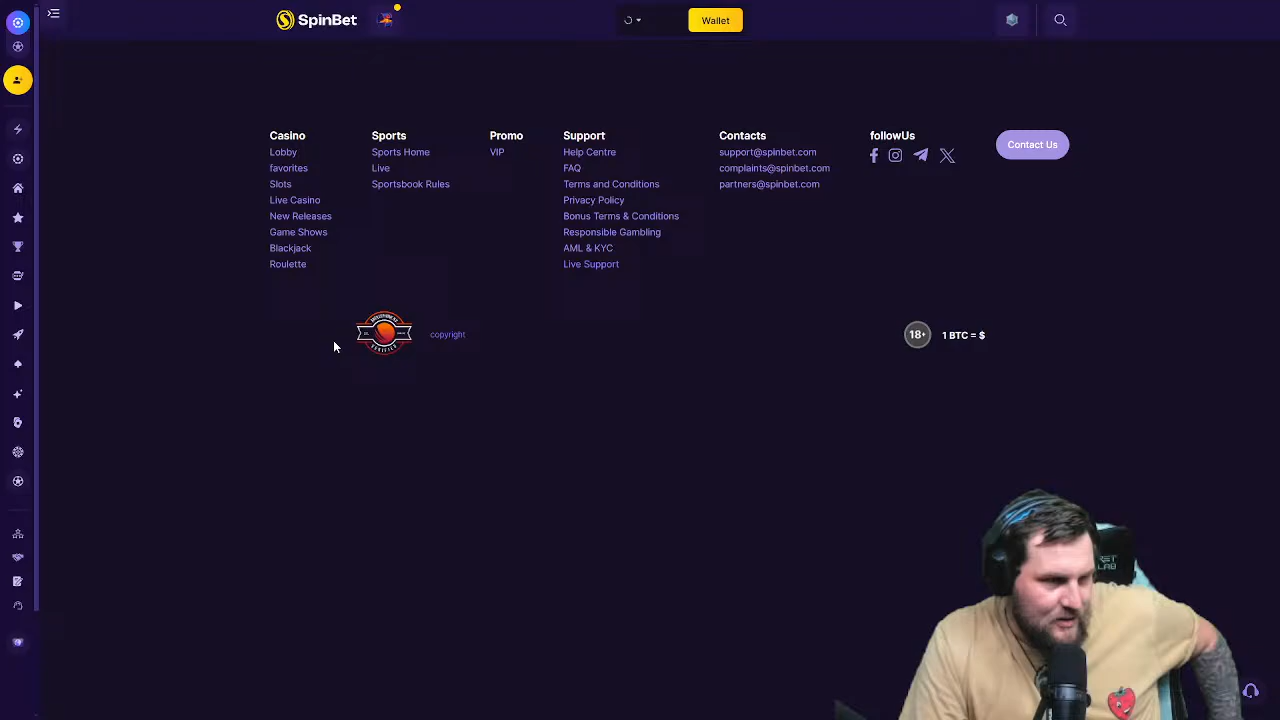 SpinBet
Wallet
Casino
Lobby
favorites
Slots
Live Casino
New Releases
Game Shows
Blackjack
Roulette
Sports
Sports Home
Live
Sportsbook Rules
Promo
VIP
Support
Help Centre
FAQ
Terms and Conditions
Privacy Policy
Bonus Terms & Conditions
Responsible Gambling
AML & KYC
Live Support
Contacts
support@spinbet.com
complaints@spinbet.com
partners@spinbet.com
followUs
Contact Us
VERIFIED
copyright
18+
1 BTC = $